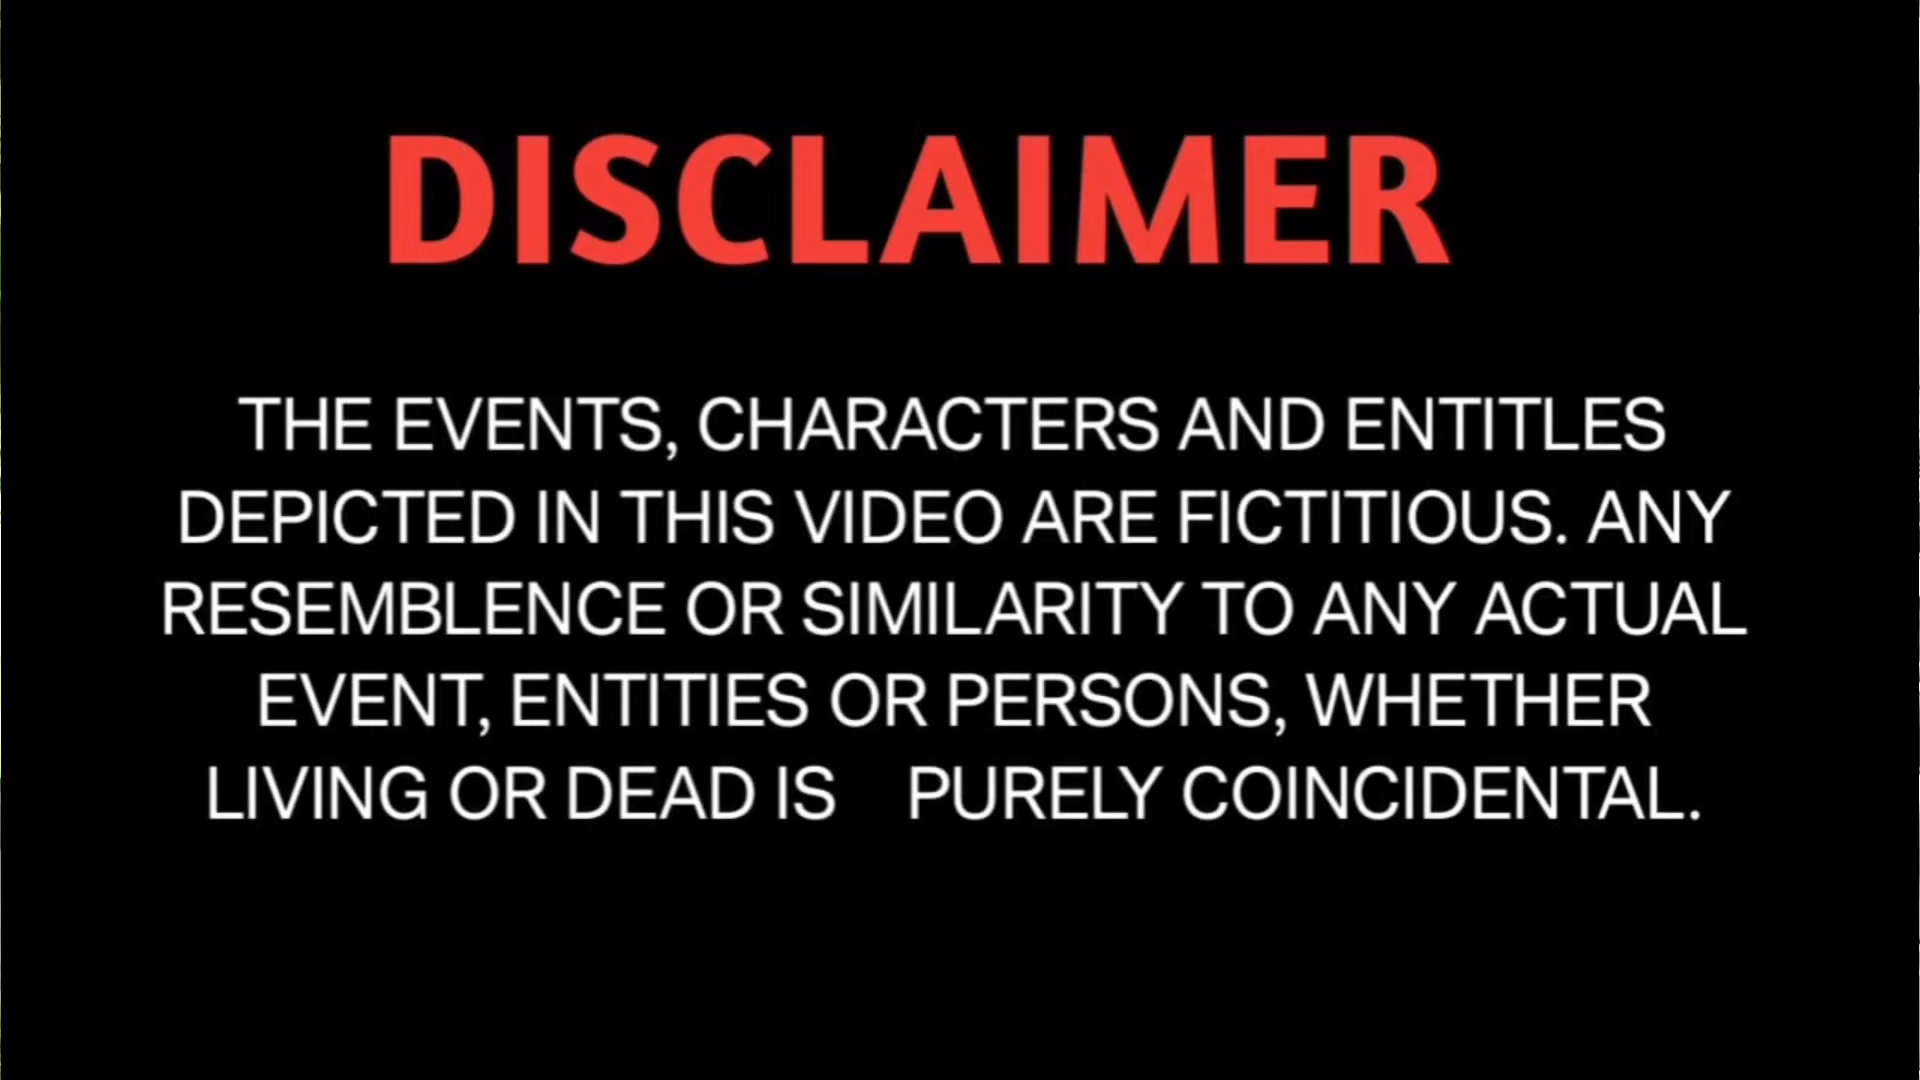 DISCLAIMER
THE EVENTS, CHARACTERS AND ENTITLES
DEPICTED IN THIS VIDEO ARE FICTITIOUS. ANY
RESEMBLENCE OR SIMILARITY TO ANY ACTUAL
EVENT, ENTITIES OR PERSONS, WHETHER
LIVING OR DEAD IS    PURELY COINCIDENTAL.